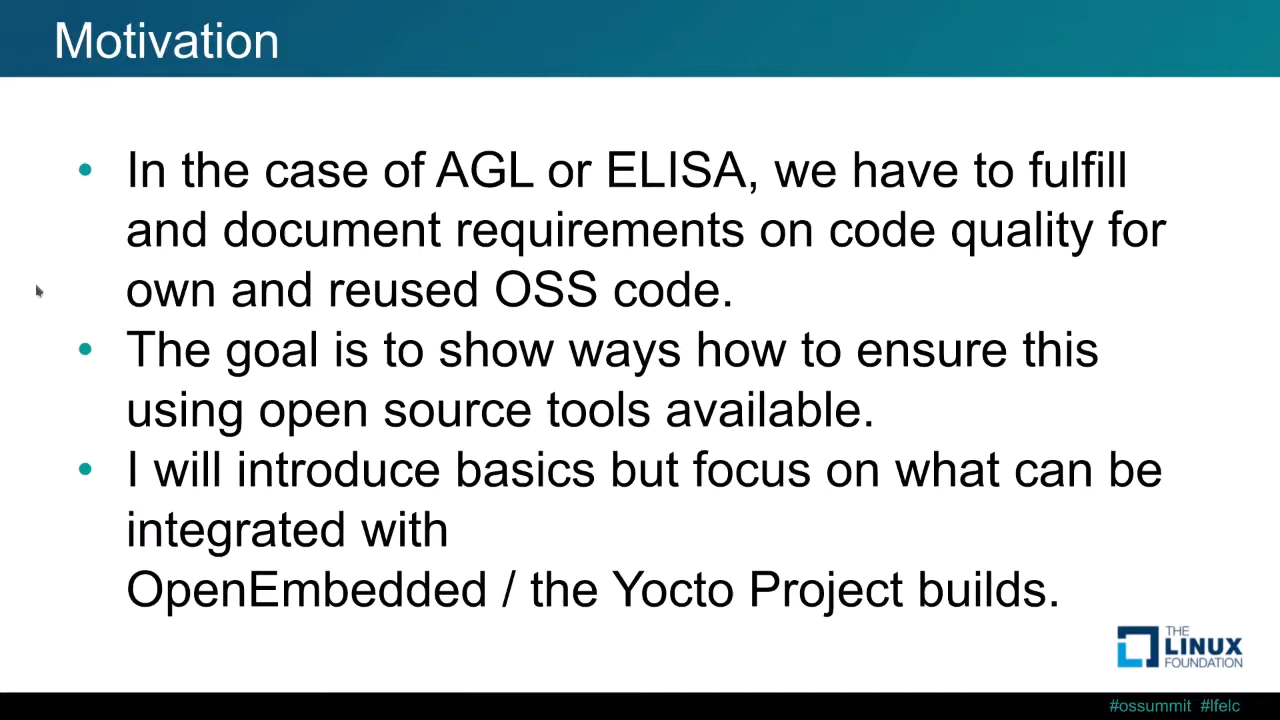 Motivation
• In the case of AGL or ELISA, we have to fulfill
and document requirements on code quality for
own and reused OSS code.
• The goal is to show ways how to ensure this
using open source tools available.
• I will introduce basics but focus on what can be
integrated with
OpenEmbedded / the Yocto Project builds.
THE
LINUX
FOUNDATION
#ossummit #lfelc